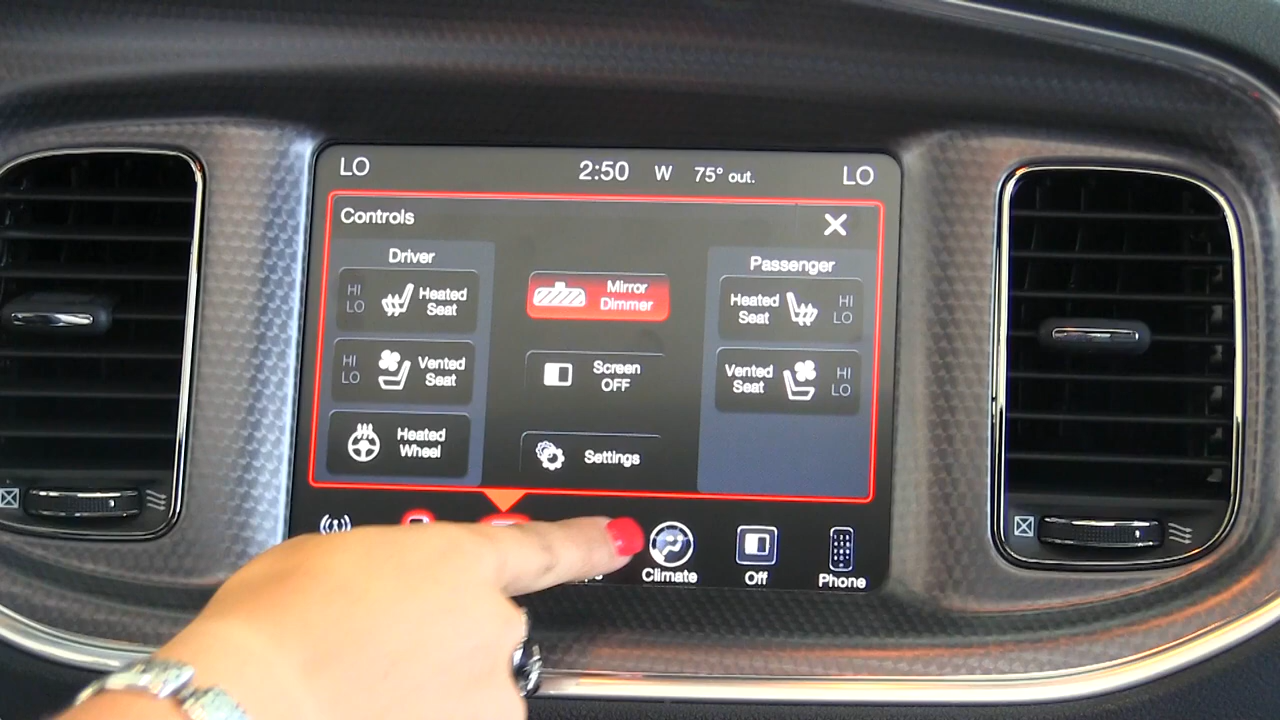 LO 2:50 W 75° out. LO
Controls
Driver
HI
LO
Heated
Seat
HI
LO
Vented
Seat
Heated
Wheel
Mirror
Dimmer
Screen
OFF
Settings
Passenger
Heated
Seat
HI
LO
Vented
Seat
HI
LO
Climate
Off
Phone